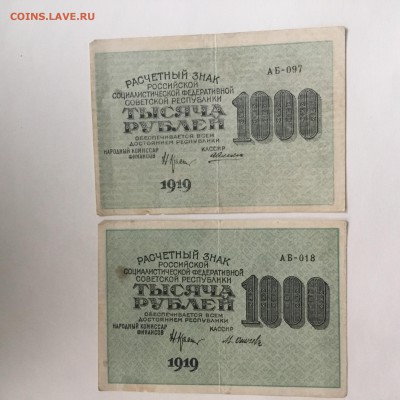 COINS.LAVE.RU
РАСЧЕТНЫЙ ЗНАК
РОССИЙСКОЙ
СОЦИАЛИСТИЧЕСКОЙ ФЕДЕРАТИВНОЙ
СОВЕТСКОЙ РЕСПУБЛИКИ
ТЫСЯЧА
РУБЛЕЙ
ОБЕСПЕЧИВАЕТСЯ ВСЕМ
ДОСТОЯНИЕМ РЕСПУБЛИКИ
НАРОДНЫЙ КОМИССАР
ФИНАНСОВ
КАССИР
АБ-097
1000
1919
РАСЧЕТНЫЙ ЗНАК
РОССИЙСКОЙ
СОЦИАЛИСТИЧЕСКОЙ ФЕДЕРАТИВНОЙ
СОВЕТСКОЙ РЕСПУБЛИКИ
ТЫСЯЧА
РУБЛЕЙ
ОБЕСПЕЧИВАЕТСЯ ВСЕМ
ДОСТОЯНИЕМ РЕСПУБЛИКИ
НАРОДНЫЙ КОМИССАР
ФИНАНСОВ
КАССИР
АБ-018
1000
1919